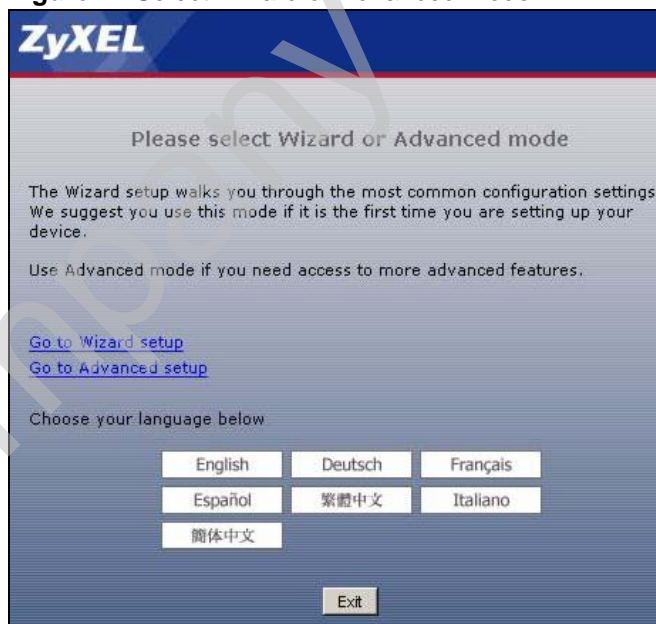 ZyXEL
Please select Wizard or Advanced mode
The Wizard setup walks you through the most common configuration settings
We suggest you use this mode if it is the first time you are setting up your
device.
Use Advanced mode if you need access to more advanced features.
Go to Wizard setup
Go to Advanced setup
Choose your language below
English Deutsch Français
Español 繁體中文 Italiano
簡体中文
Exit